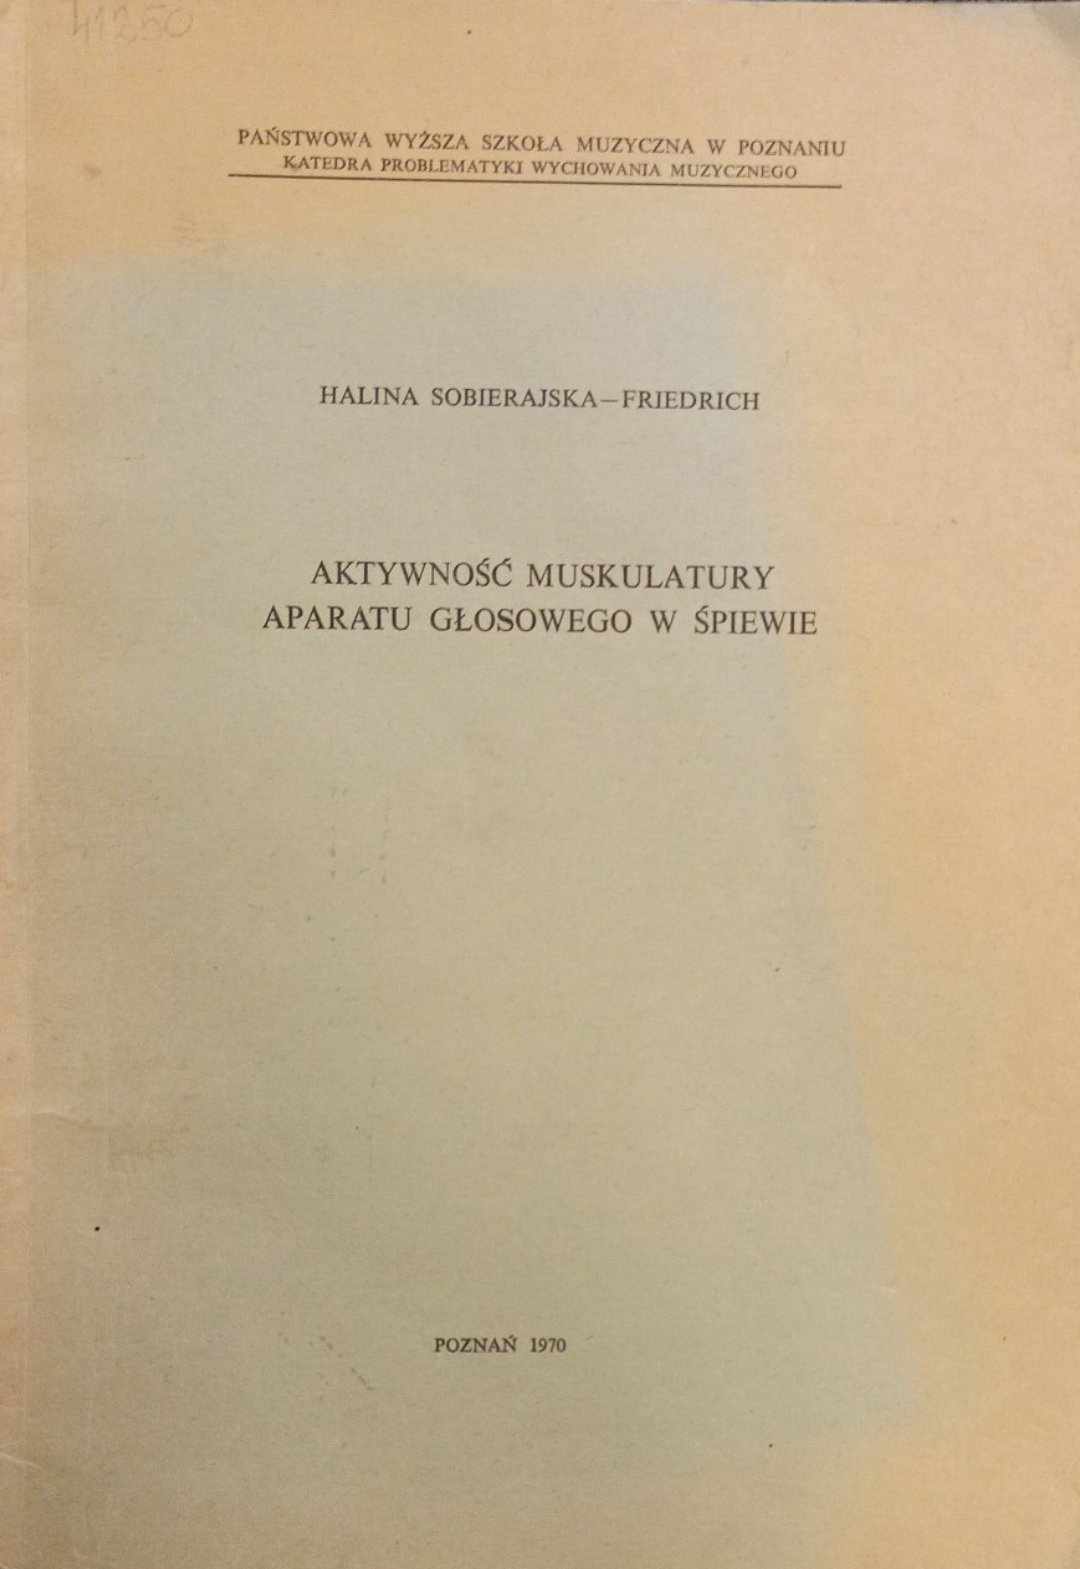 41250
PAŃSTWOWA WYŻSZA SZKOŁA MUZYCZNA W POZNANIU
KATEDRA PROBLEMATYKI WYCHOWANIA MUZYCZNEGO
HALINA SOBIERAJSKA—FRIEDRICH
AKTYWNOŚĆ MUSKULATURY
APARATU GŁOSOWEGO W ŚPIEWIE
POZNAŃ 1970